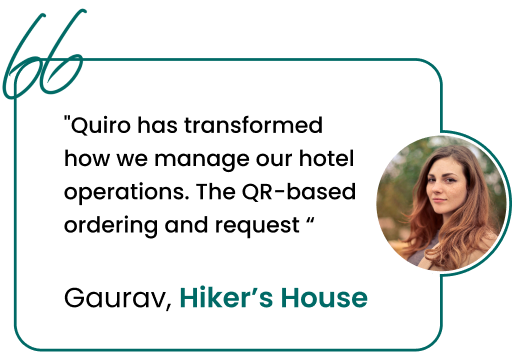 "Quiro has transformed
how we manage our hotel
operations. The QR-based
ordering and request “
Gaurav, Hiker’s House